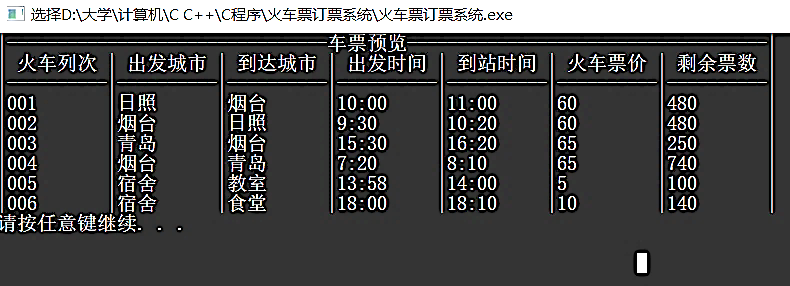 选择D:\大学\计算机\C C++\C程序\火车票订票系统\火车票订票系统.exe
车票预览
火车列次 出发城市 到达城市 出发时间 到站时间 火车票价 剩余票数
001 日照 烟台 10:00 11:00 60 480
002 烟台 日照 9:30 10:20 60 480
003 青岛 烟台 15:30 16:20 65 250
004 烟台 青岛 7:20 8:10 65 740
005 宿舍 教室 13:58 14:00 5 100
006 宿舍 食堂 18:00 18:10 10 140
请按任意键继续. . .